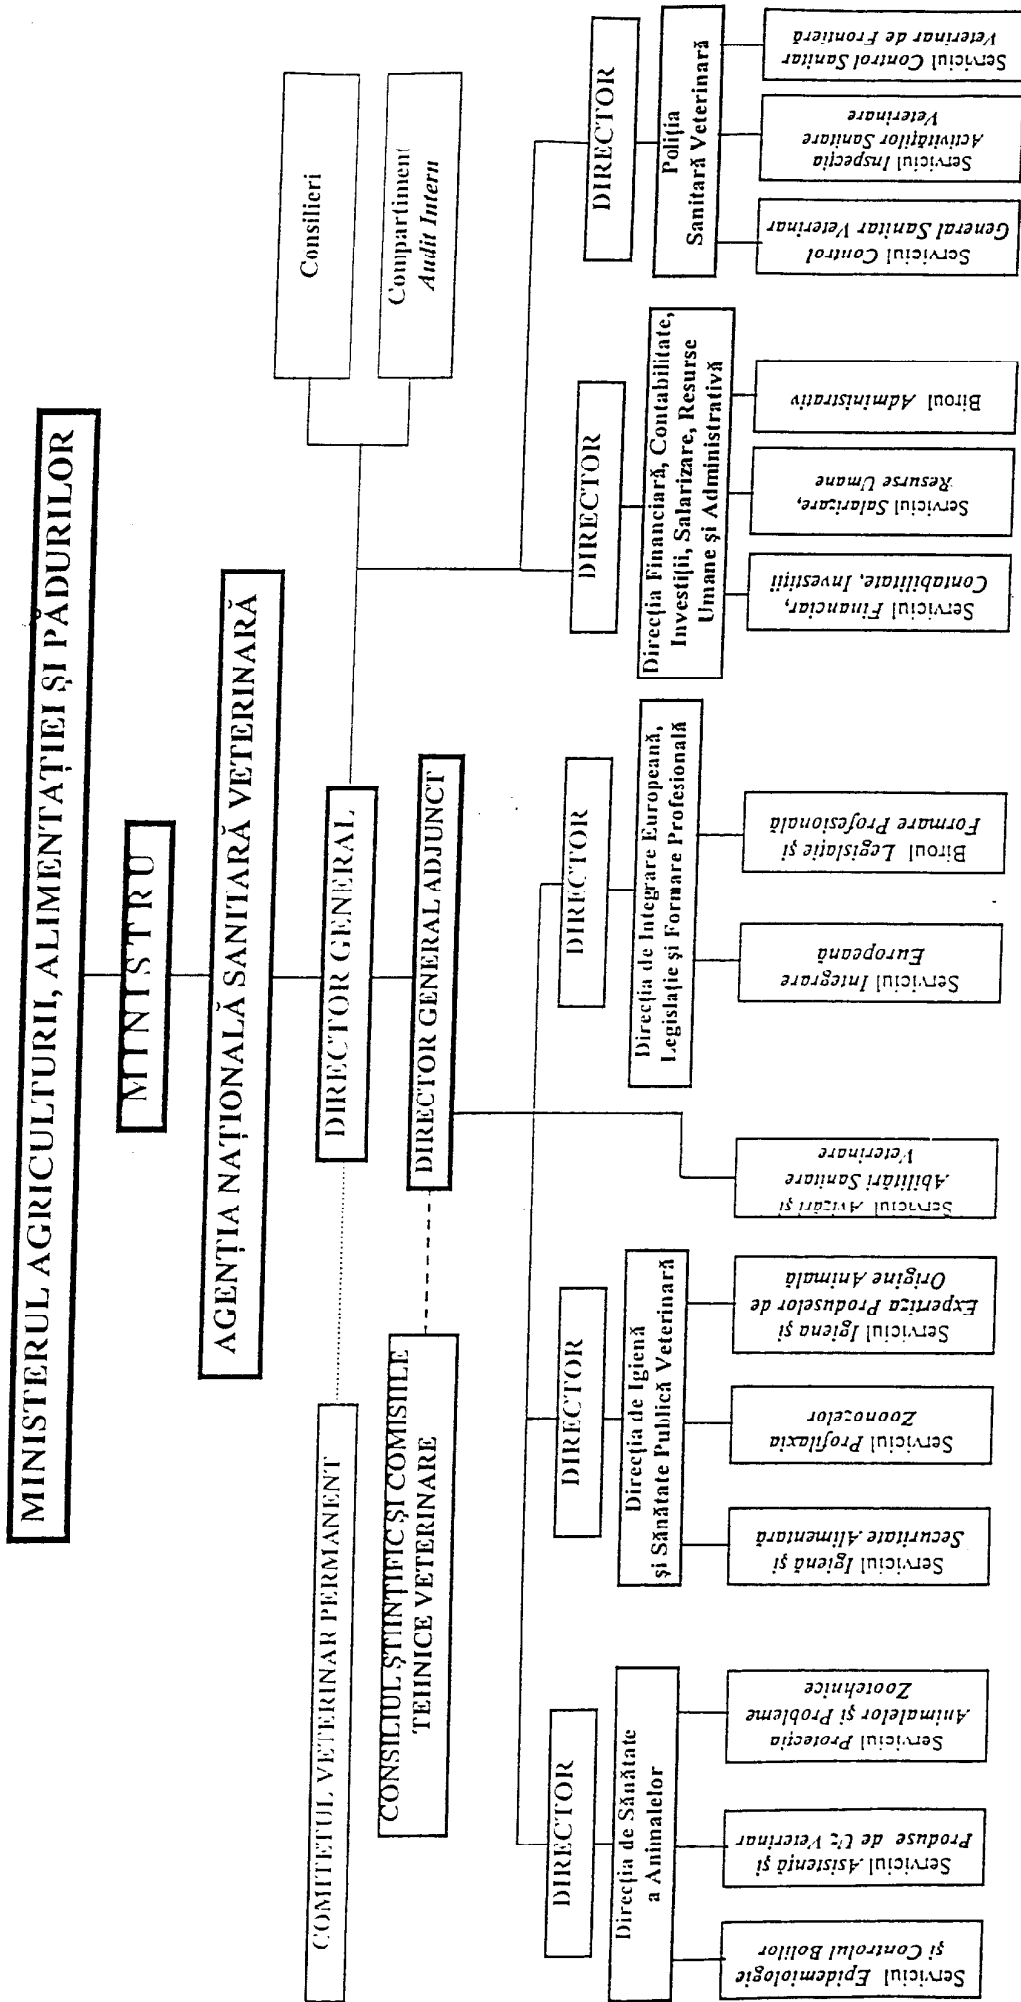 MINISTERUL AGRICULTURII, ALIMENTAȚIEI ȘI PĂDURILOR
MINISTRU
AGENȚIA NAȚIONALĂ SANITARĂ VETERINARĂ
COMITETUL VETERINAR PERMANENT
DIRECTOR GENERAL
Consilieri
Compartiment
Audit Intern
CONSILIUL ȘTIINȚIFIC ȘI COMISIILE
TEHNICE VETERINARE
DIRECTOR GENERAL ADJUNCT
DIRECTOR
Direcția de Sănătate
a Animalelor
Serviciul Epidemiologie
și Controlul Bolilor
Serviciul Asistență și
Produse de Uz Veterinar
Serviciul Protecția
Animalelor și Probleme
Zootehnice
DIRECTOR
Direcția de Igienă
și Sănătate Publică Veterinară
Serviciul Igienă și
Securitate Alimentară
Serviciul Profilaxia
Zoonozelor
Serviciul Igiena și
Expertiza Produselor de
Origine Animală
Serviciul Avizări și
Abilitări Sanitare
Veterinare
DIRECTOR
Direcția de Integrare Europeană,
Legislație și Formare Profesională
Serviciul Integrare
Europeană
Biroul Legislație și
Formare Profesională
DIRECTOR
Direcția Financiară, Contabilitate,
Investiții, Salarizare, Resurse
Umane și Administrativă
Serviciul Financiar,
Contabilitate, Investiții
Serviciul Salarizare,
Resurse Umane
Biroul Administrativ
DIRECTOR
Poliția
Sanitară Veterinară
Serviciul Control
General Sanitar Veterinar
Serviciul Inspecția
Activităților Sanitare
Veterinare
Serviciul Control Sanitar
Veterinar de Frontieră